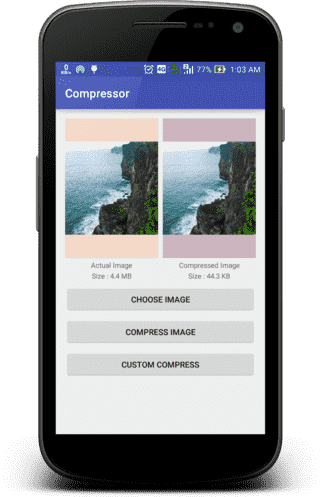 0
KB/s
4G
2
77%
1:03 AM
Compressor
Actual Image
Compressed Image
Size : 4.4 MB
Size : 44.3 KB
CHOOSE IMAGE
COMPRESS IMAGE
CUSTOM COMPRESS